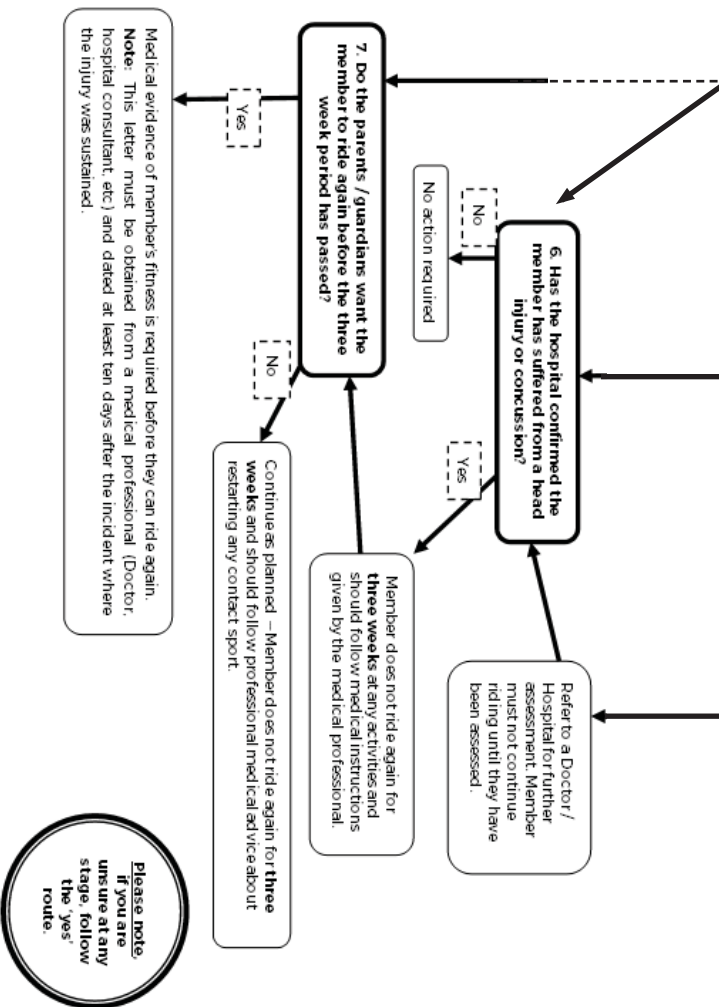 Refer to a Doctor /
Hospital for further
assessment. Member
must not continue
riding until they have
been assessed.
6. Has the hospital confirmed the
member has suffered from a head
injury or concussion?
No
Yes
No action required
Member does not ride again for
three weeks at any activities and
should follow medical instructions
given by the medical professional.
7. Do the parents / guardians want the
member to ride again before the three
week period has passed?
Yes
No
Continue as planned – Member does not ride again for three
weeks and should follow professional medical advice about
restarting any contact sport.
Medical evidence of member's fitness is required before they can ride again.
Note: This letter must be obtained from a medical professional (Doctor,
hospital consultant, etc) and dated at least ten days after the incident where
the injury was sustained.
Please note,
if you are
unsure at any
stage, follow
the 'yes'
route.